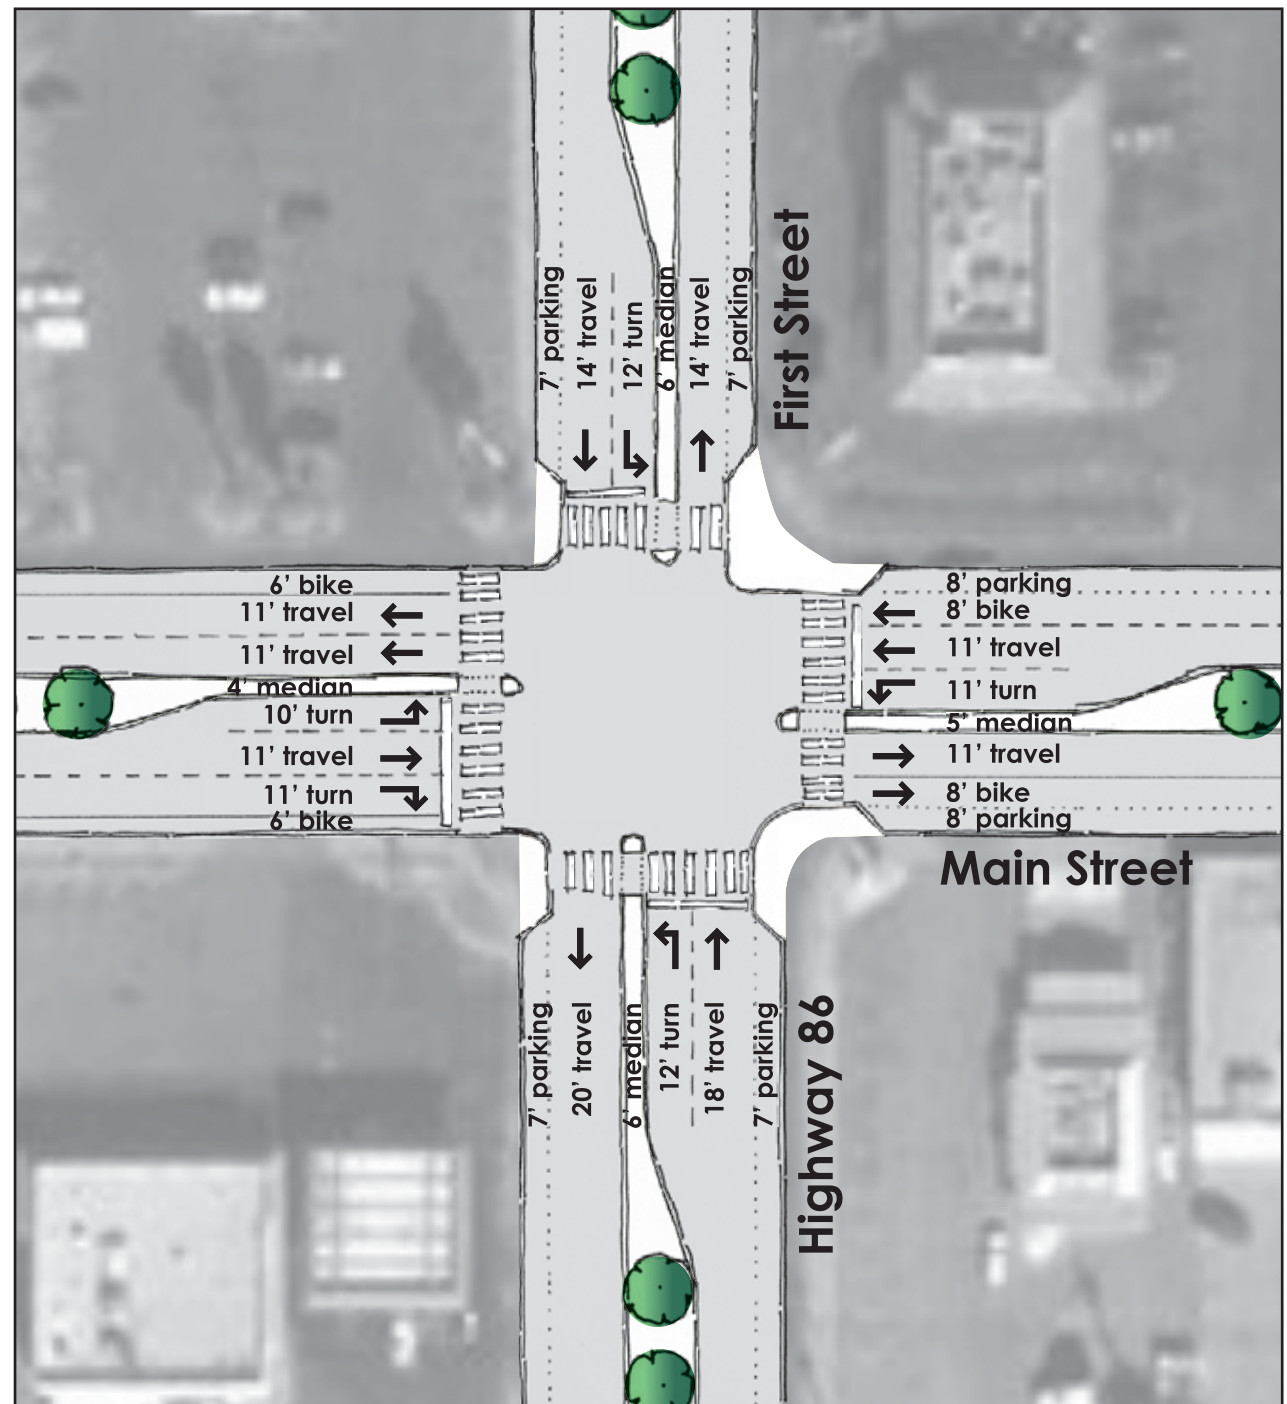 7’ parking
14’ travel
12’ turn
6’ median
14’ travel
7’ parking
First Street
6’ bike
11’ travel
11’ travel
4’ median
10’ turn
11’ travel
11’ turn
6’ bike
8’ parking
8’ bike
11’ travel
11’ turn
5’ median
11’ travel
8’ bike
8’ parking
Main Street
7’ parking
20’ travel
6’ median
12’ turn
18’ travel
7’ parking
Highway 86